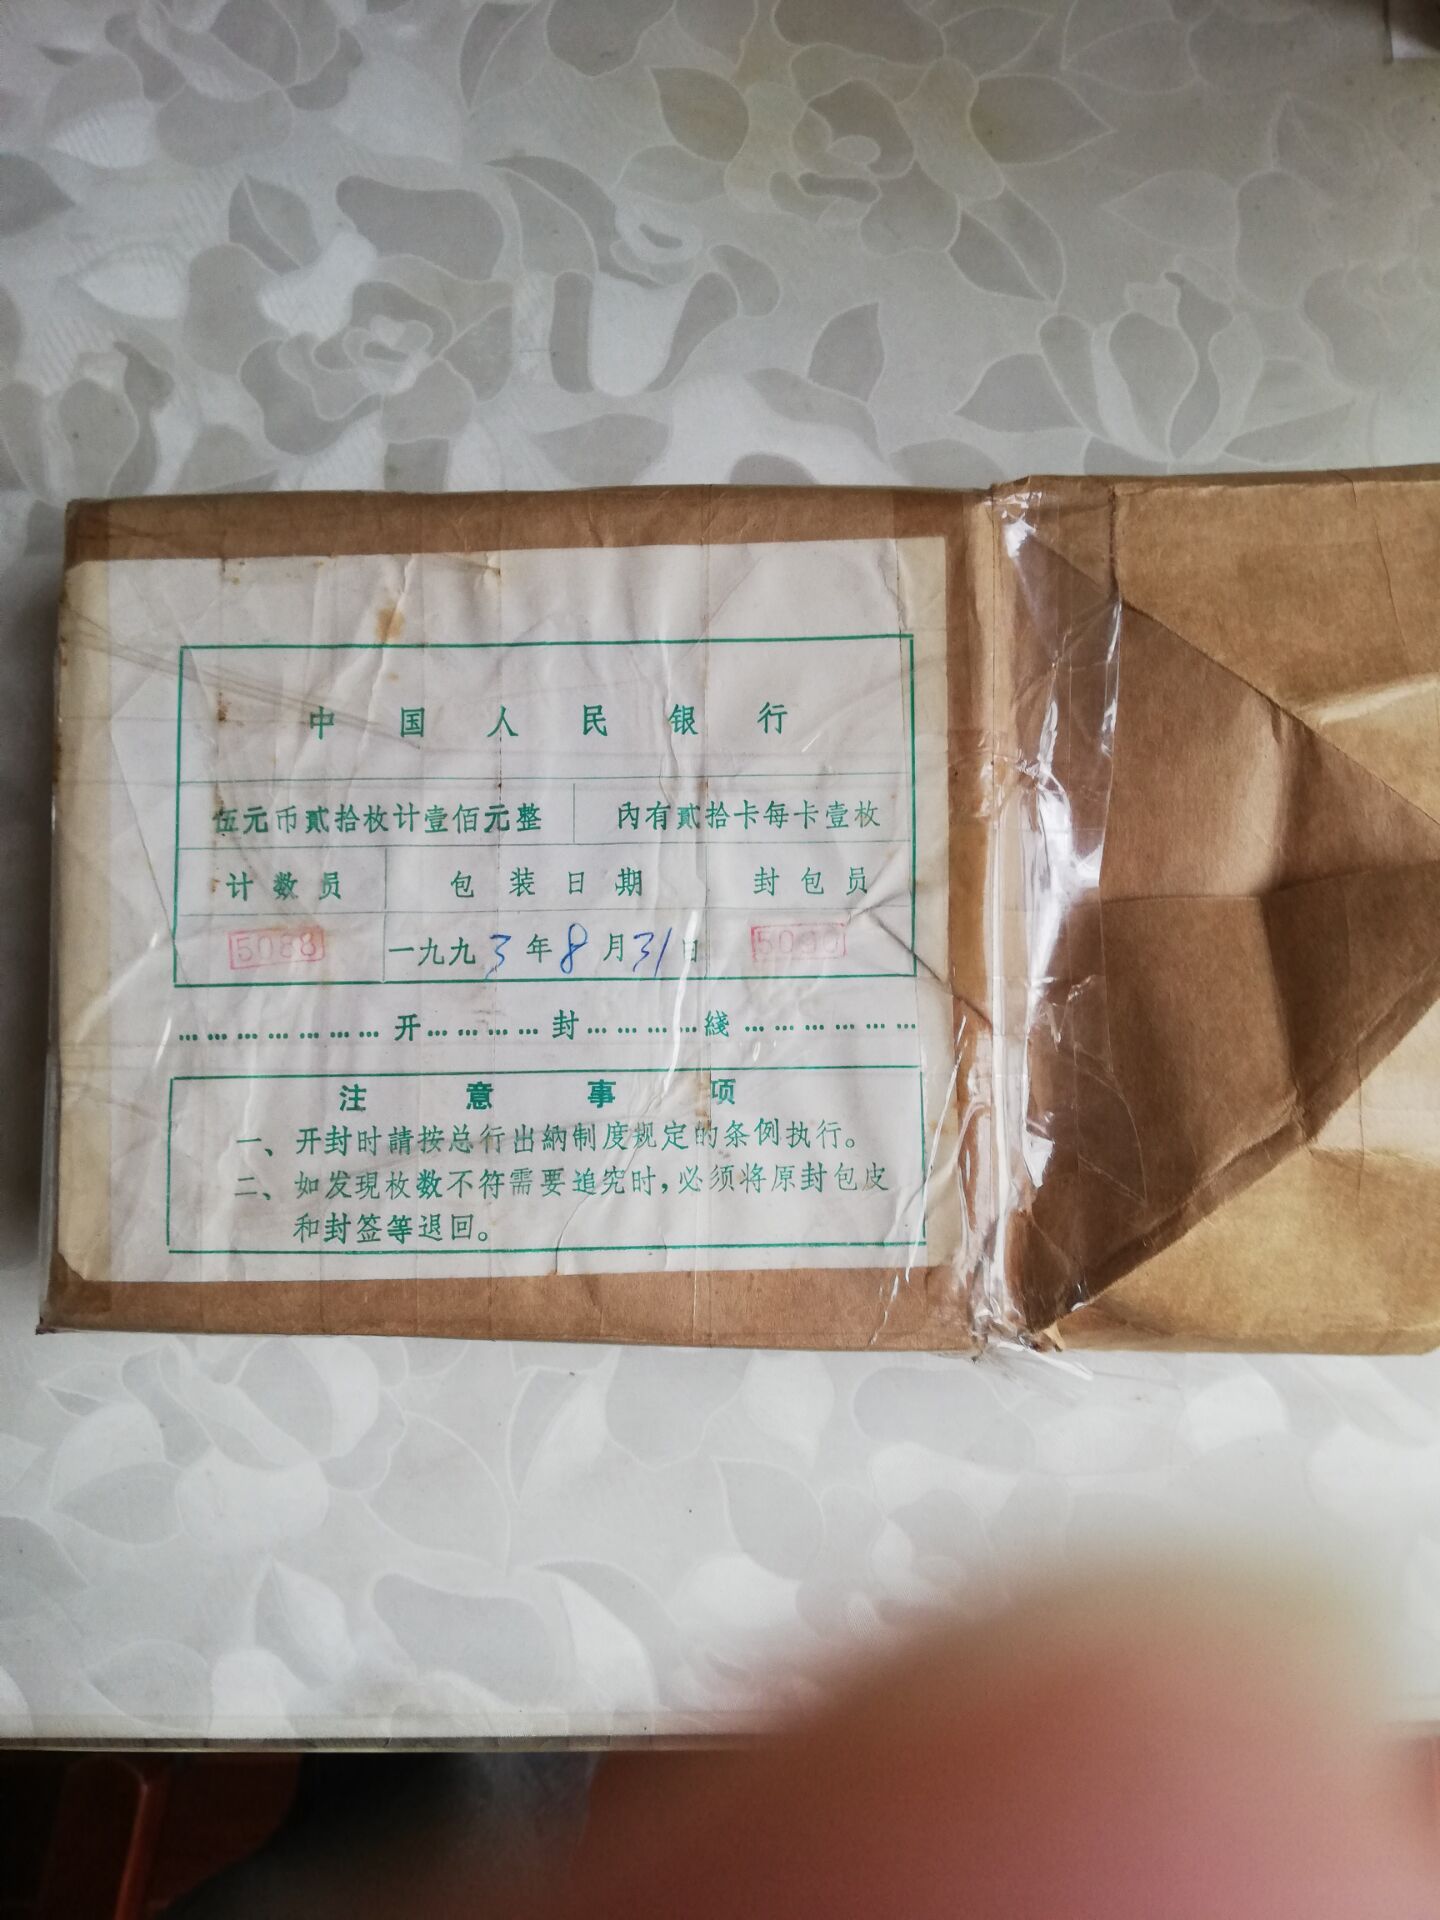 中国人民银行
伍元币贰拾枚计壹佰元整 內有贰拾卡每卡壹枚
计数员 包装日期 封包员
5088 一九九3年8月31日
开封綫
注意事项
一、开封时請按总行出納制度规定的条例执行。
二、如发現枚数不符需要追究时,必须将原封包皮
和封签等退回。